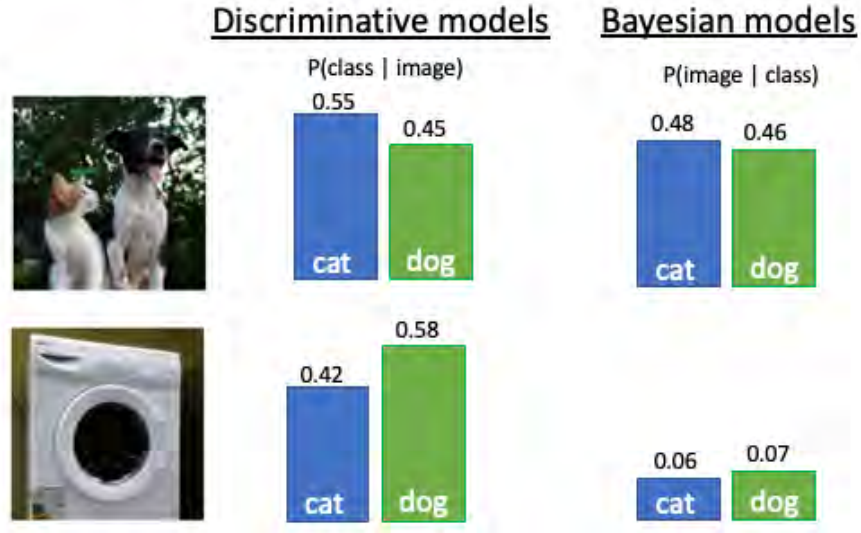 Discriminative models
Bayesian models
P(class | image)
P(image | class)
0.55
0.45
cat
dog
0.48
0.46
cat
dog
0.42
0.58
cat
dog
0.06
0.07
cat
dog